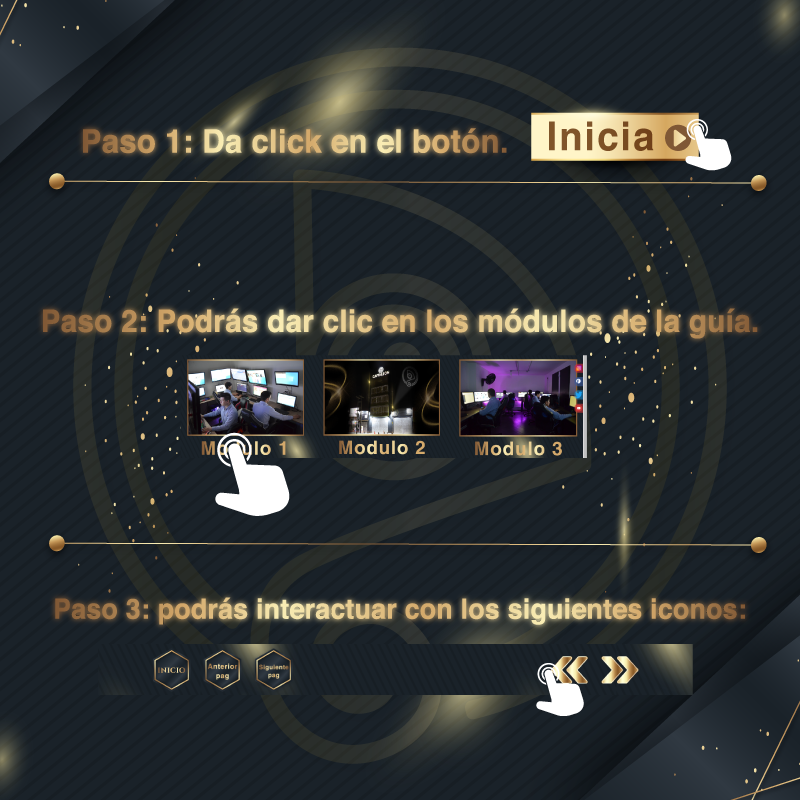 Paso 1: Da click en el botón.
Inicia
Paso 2: Podrás dar clic en los módulos de la guía.
Modulo 1
Modulo 2
Modulo 3
Paso 3: podrás interactuar con los siguientes iconos:
INICIO
Anterior
pag
Siguiente
pag